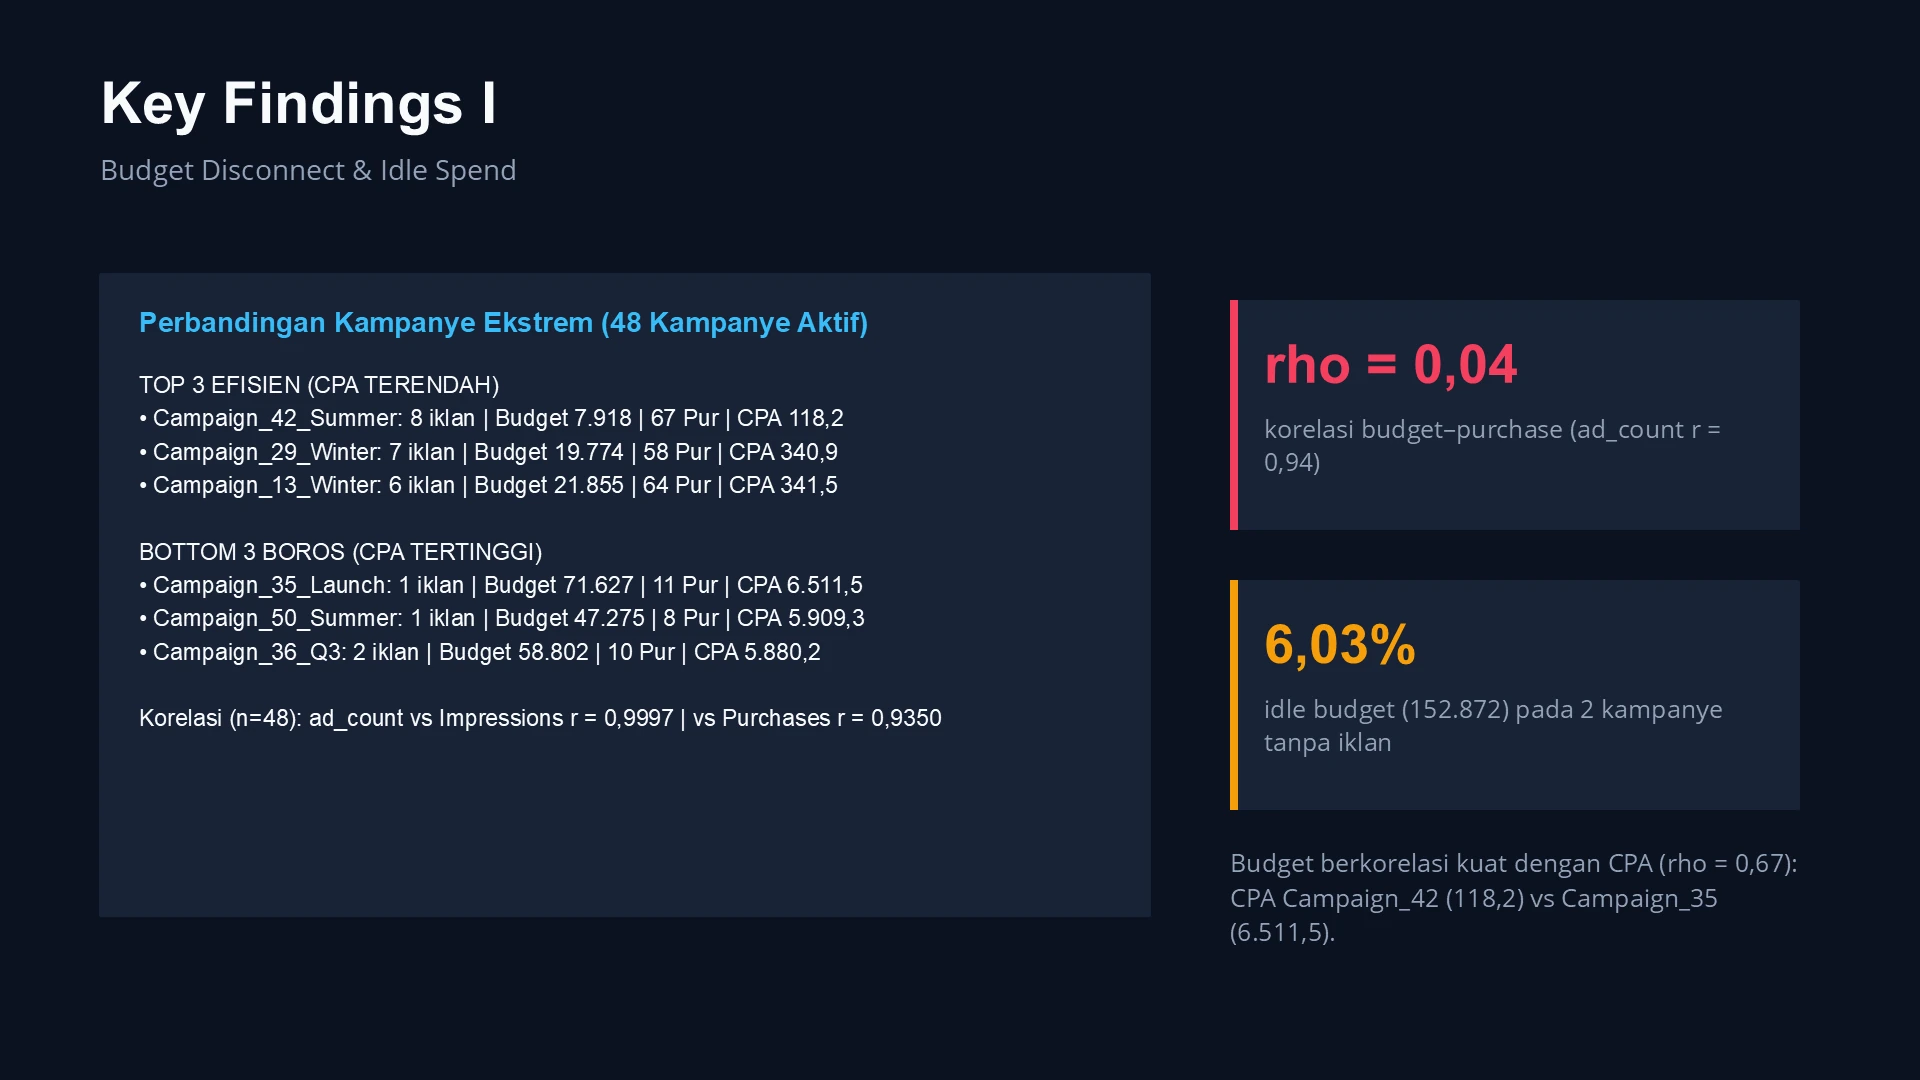 Key Findings I
Budget Disconnect & Idle Spend
Perbandingan Kampanye Ekstrem (48 Kampanye Aktif)
TOP 3 EFISIEN (CPA TERENDAH)
• Campaign_42_Summer: 8 iklan | Budget 7.918 | 67 Pur | CPA 118,2
• Campaign_29_Winter: 7 iklan | Budget 19.774 | 58 Pur | CPA 340,9
• Campaign_13_Winter: 6 iklan | Budget 21.855 | 64 Pur | CPA 341,5
BOTTOM 3 BOROS (CPA TERTINGGI)
• Campaign_35_Launch: 1 iklan | Budget 71.627 | 11 Pur | CPA 6.511,5
• Campaign_50_Summer: 1 iklan | Budget 47.275 | 8 Pur | CPA 5.909,3
• Campaign_36_Q3: 2 iklan | Budget 58.802 | 10 Pur | CPA 5.880,2
Korelasi (n=48): ad_count vs Impressions r = 0,9997 | vs Purchases r = 0,9350
rho = 0,04
korelasi budget–purchase (ad_count r =
0,94)
6,03%
idle budget (152.872) pada 2 kampanye
tanpa iklan
Budget berkorelasi kuat dengan CPA (rho = 0,67):
CPA Campaign_42 (118,2) vs Campaign_35
(6.511,5).